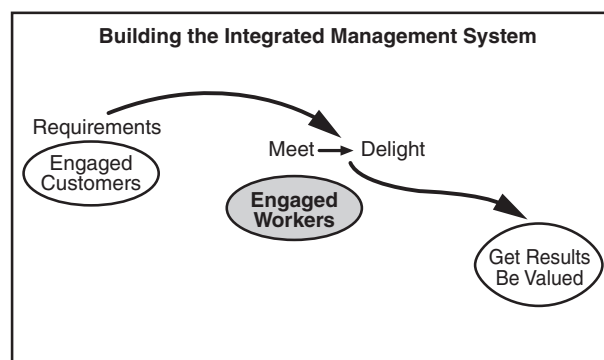 Building the Integrated Management System
Requirements
Engaged
Customers
Meet
Delight
Engaged
Workers
Get Results
Be Valued